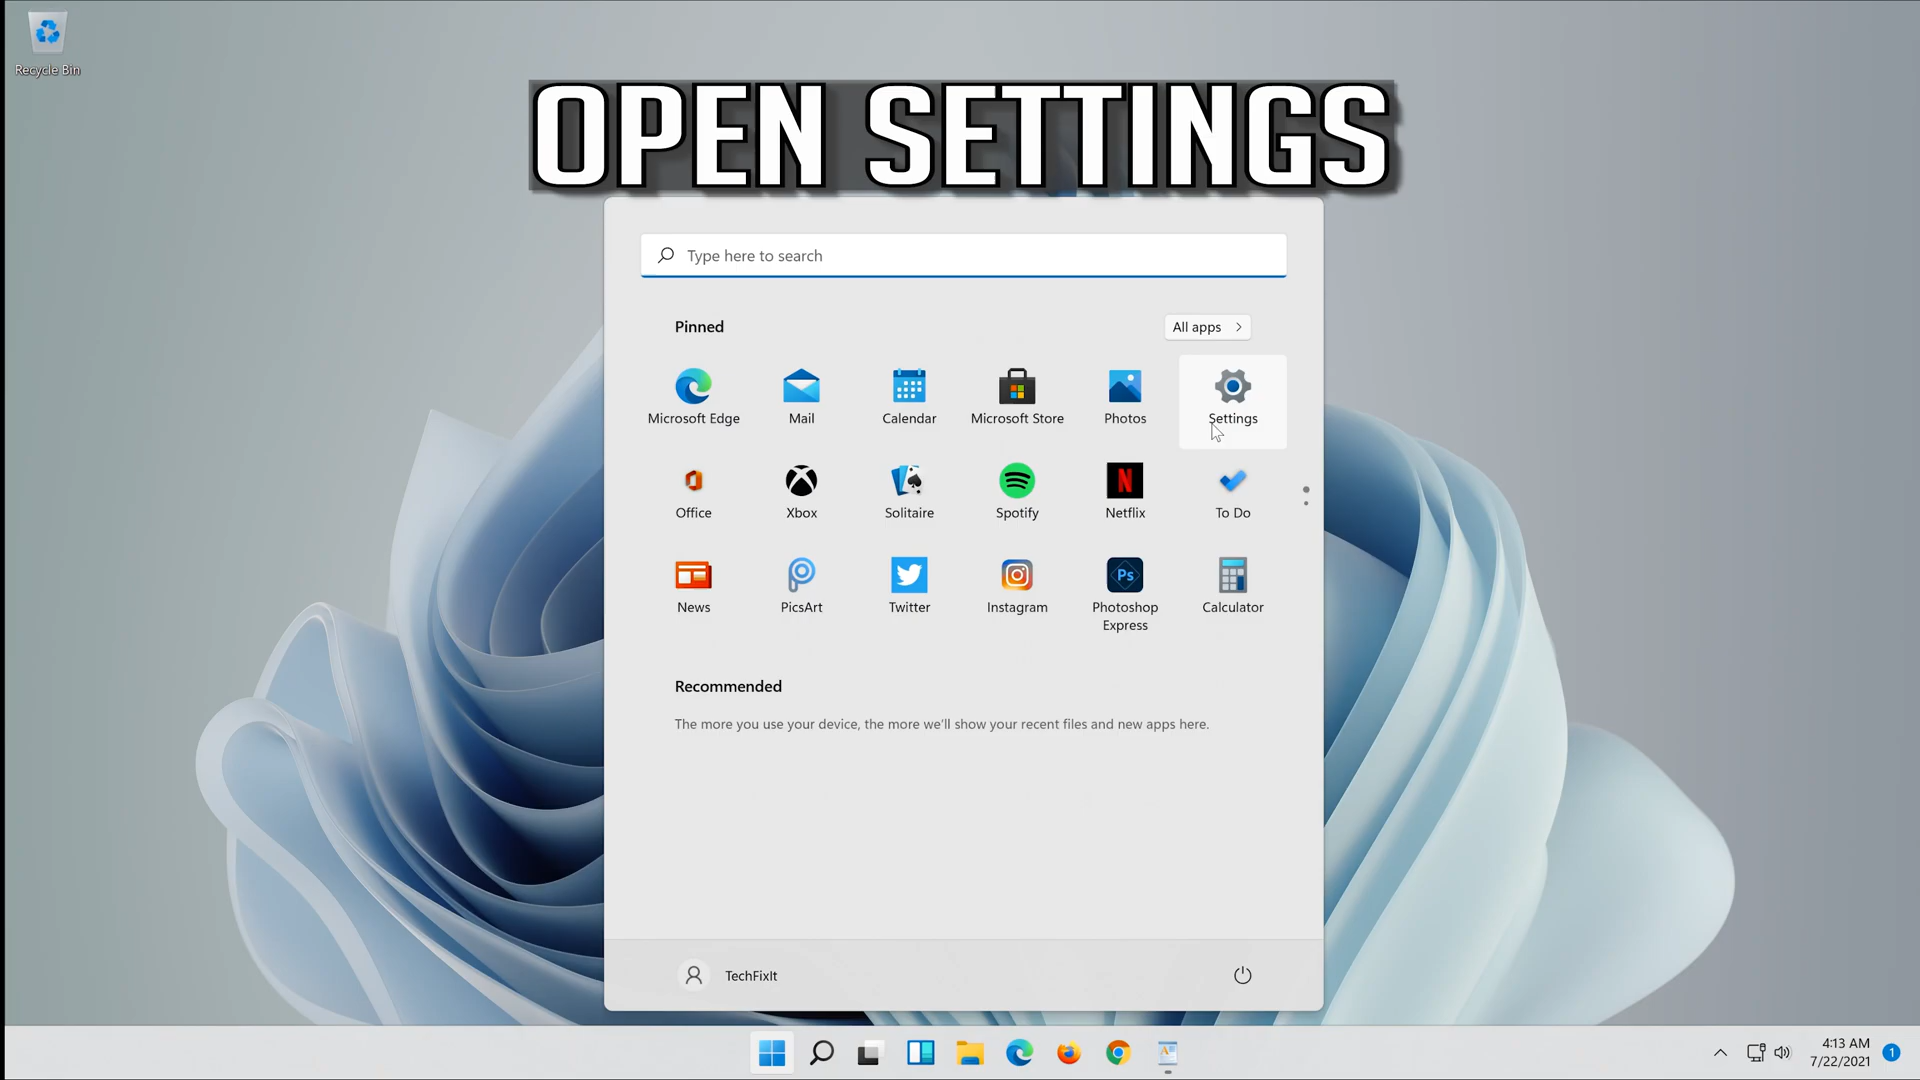 Recycle Bin
OPEN SETTINGS
Type here to search
Pinned
All apps
Microsoft Edge
Mail
Calendar
Microsoft Store
Photos
Settings
Office
Xbox
Solitaire
Spotify
Netflix
To Do
News
PicsArt
Twitter
Instagram
Ps
Photoshop
Express
Calculator
Recommended
The more you use your device, the more we'll show your recent files and new apps here.
TechFixIt
4:13 AM
7/22/2021
1